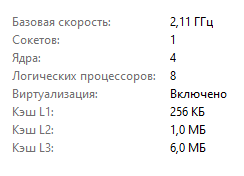 Базовая скорость: 2,11 ГГц
Сокетов: 1
Ядра: 4
Логических процессоров: 8
Виртуализация: Включено
Кэш L1: 256 КБ
Кэш L2: 1,0 МБ
Кэш L3: 6,0 МБ